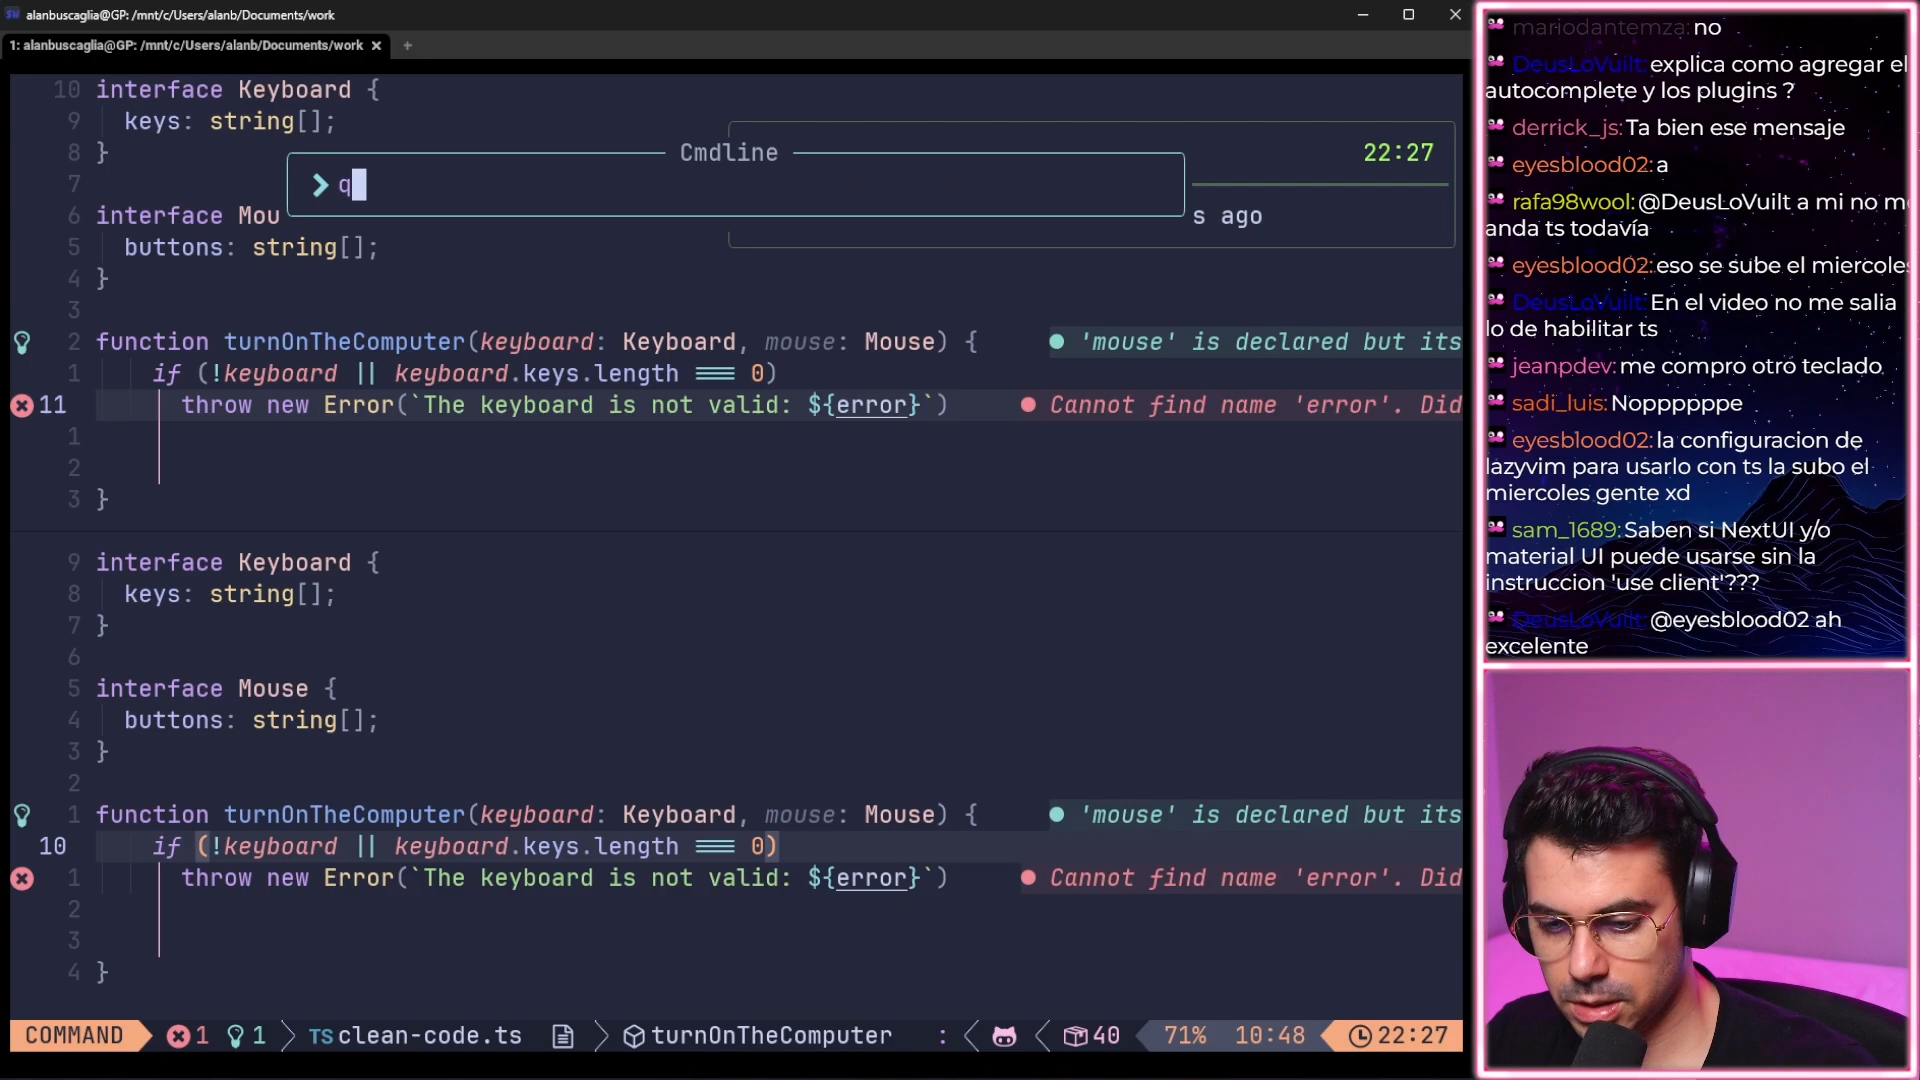 alanbuscaglia@GP: /mnt/c/Users/alanb/Documents/work
1: alanbuscaglia@GP: /mnt/c/Users/alanb/Documents/work × +
10 interface Keyboard {
9 keys: string[];
8 }
7
6 interface Mou
5 buttons: string[];
4 }
3
2 function turnOnTheComputer(keyboard: Keyboard, mouse: Mouse) { ● 'mouse' is declared but its
1 if (!keyboard || keyboard.keys.length === 0)
11 throw new Error(`The keyboard is not valid: ${error}`) ● Cannot find name 'error'. Did
1
2
3 }
Cmdline
q
22:27
s ago
9 interface Keyboard {
8 keys: string[];
7 }
6
5 interface Mouse {
4 buttons: string[];
3 }
2
1 function turnOnTheComputer(keyboard: Keyboard, mouse: Mouse) { ● 'mouse' is declared but its
10 if (!keyboard || keyboard.keys.length === 0)
1 throw new Error(`The keyboard is not valid: ${error}`) ● Cannot find name 'error'. Did
2
3
4 }
COMMAND 1 1 TS clean-code.ts turnOnTheComputer : 40 71% 10:48 22:27
mariodantemza: no
DeusLoVuilt: explica como agregar el
autocomplete y los plugins ?
derrick_js: Ta bien ese mensaje
eyesblood02: a
rafa98wool: @DeusLoVuilt a mi no me
anda ts todavía
eyesblood02: eso se sube el miercoles
DeusLoVuilt: En el video no me salia
lo de habilitar ts
jeanpdev: me compro otro teclado
sadi_luis: Noppppppe
eyesblood02: la configuracion de
lazyvim para usarlo con ts la subo el
miercoles gente xd
sam_1689: Saben si NextUI y/o
material UI puede usarse sin la
instruccion 'use client'???
DeusLoVuilt: @eyesblood02 ah
excelente